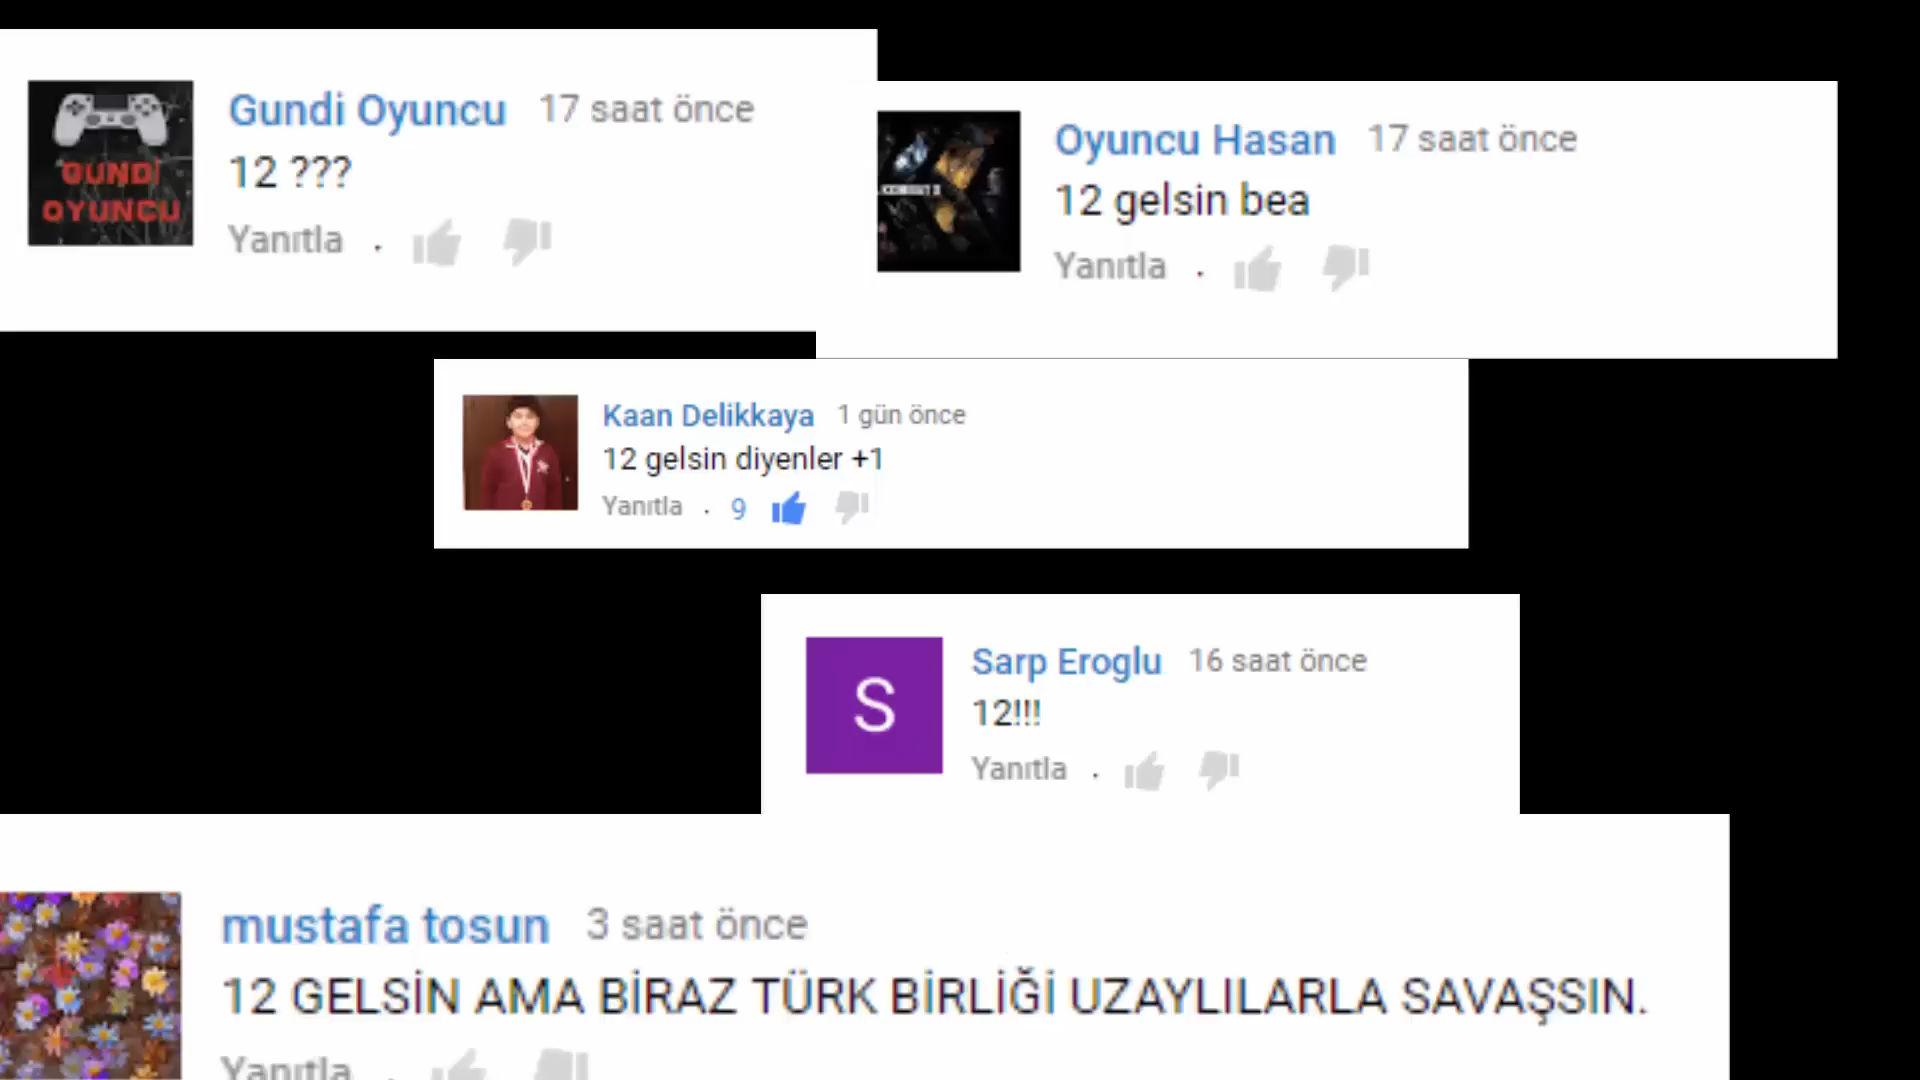 GUNDİ
OYUNCU
Gundi Oyuncu 17 saat önce
12 ???
Yanıtla .
KOMBAT X
Oyuncu Hasan 17 saat önce
12 gelsin bea
Yanıtla .
Kaan Delikkaya 1 gün önce
12 gelsin diyenler +1
Yanıtla . 9
S
Sarp Eroglu 16 saat önce
12!!!
Yanıtla .
mustafa tosun 3 saat önce
12 GELSİN AMA BİRAZ TÜRK BİRLİĞİ UZAYLILARLA SAVAŞSIN.
Yanıtla .